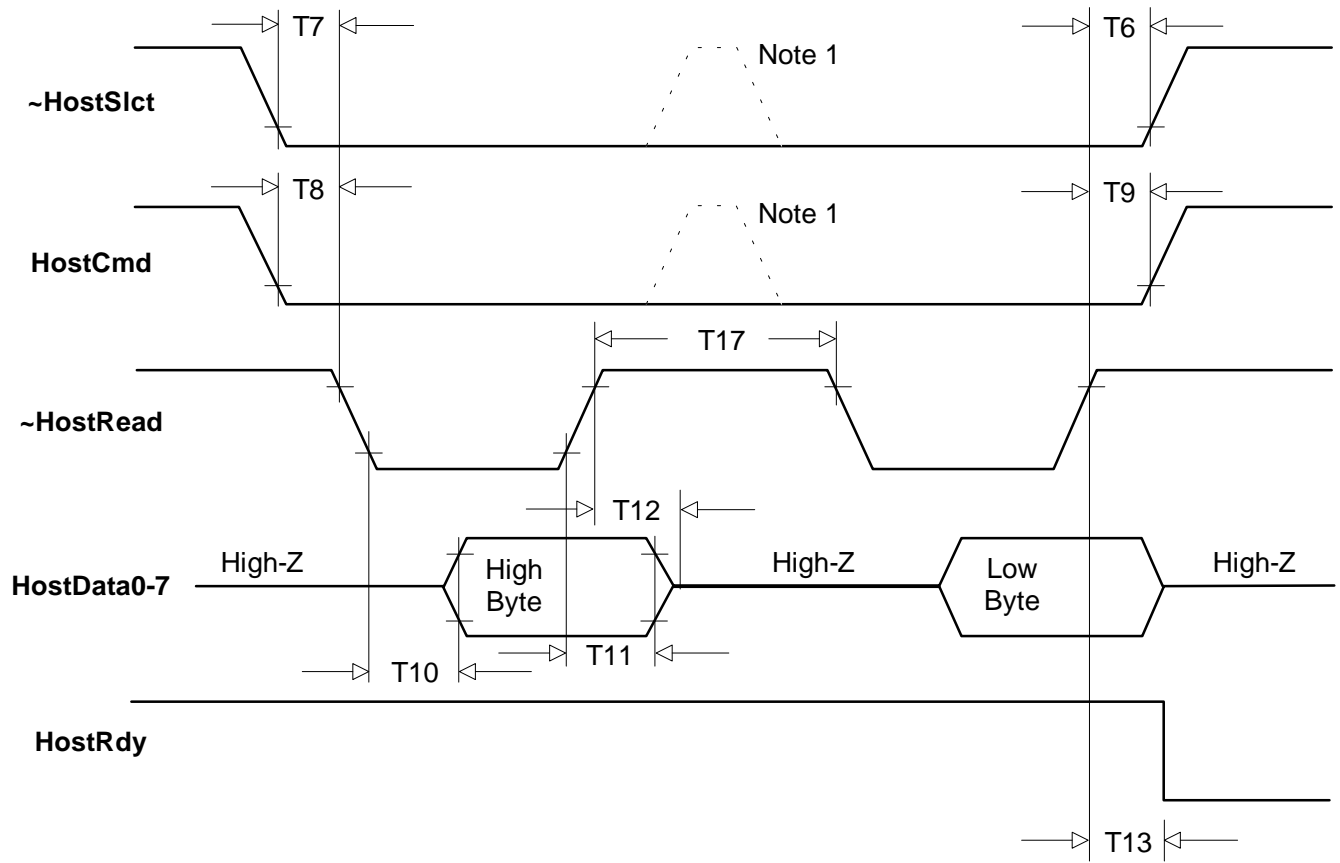 T7
T6
Note 1
~HostSlct
T8
T9
Note 1
HostCmd
T17
~HostRead
T12
High-Z
High-Z
High-Z
HostData0-7
High
Byte
Low
Byte
T11
T10
HostRdy
T13